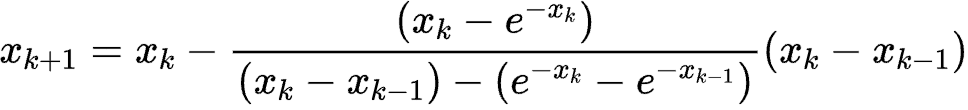 x_{k+1} = x_k - \frac{(x_k - e^{-x_k})}{(x_k - x_{k-1}) - (e^{-x_k} - e^{-x_{k-1}})}(x_k - x_{k-1})